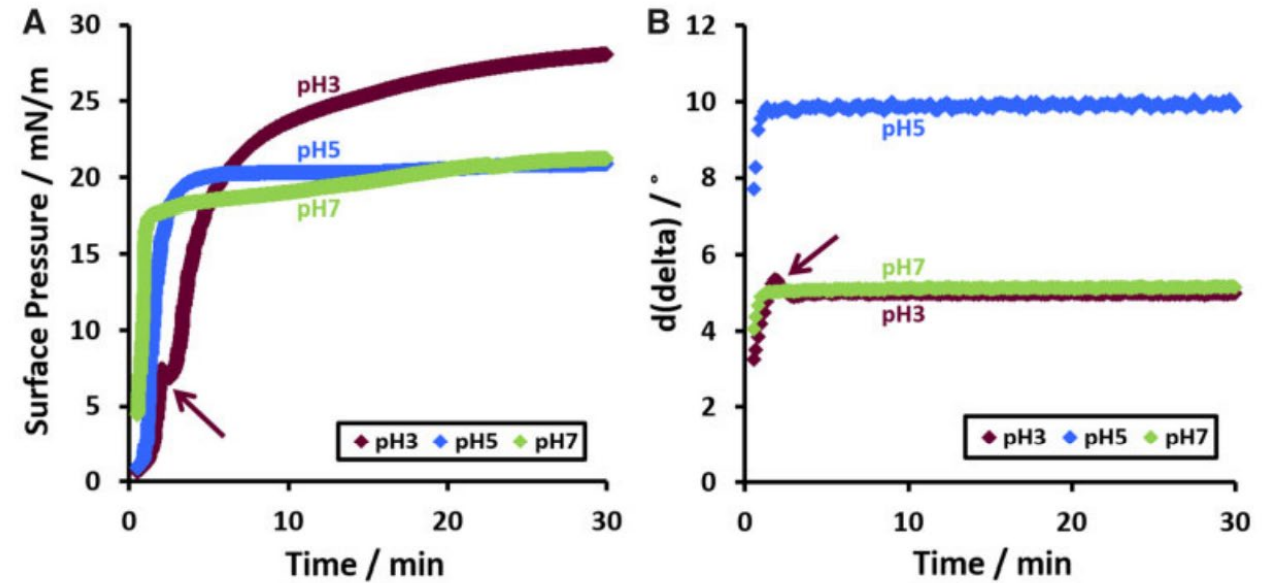 A
30
25
20
15
10
5
0
Surface Pressure / mN/m
pH3
pH5
pH7
pH3 pH5 pH7
0 10 20 30
Time / min
B
12
10
8
6
4
2
0
d(delta) / °
pH5
pH7
pH3
pH3 pH5 pH7
0 10 20 30
Time / min